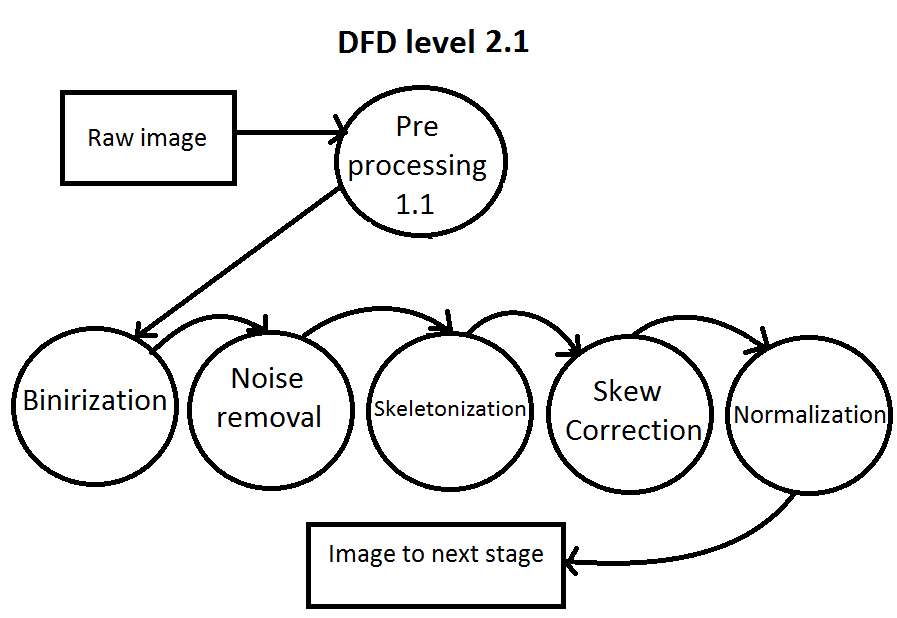 DFD level 2.1
Raw image
Pre
processing
1.1
Binirization
Noise
removal
Skeletonization
Skew
Correction
Normalization
Image to next stage